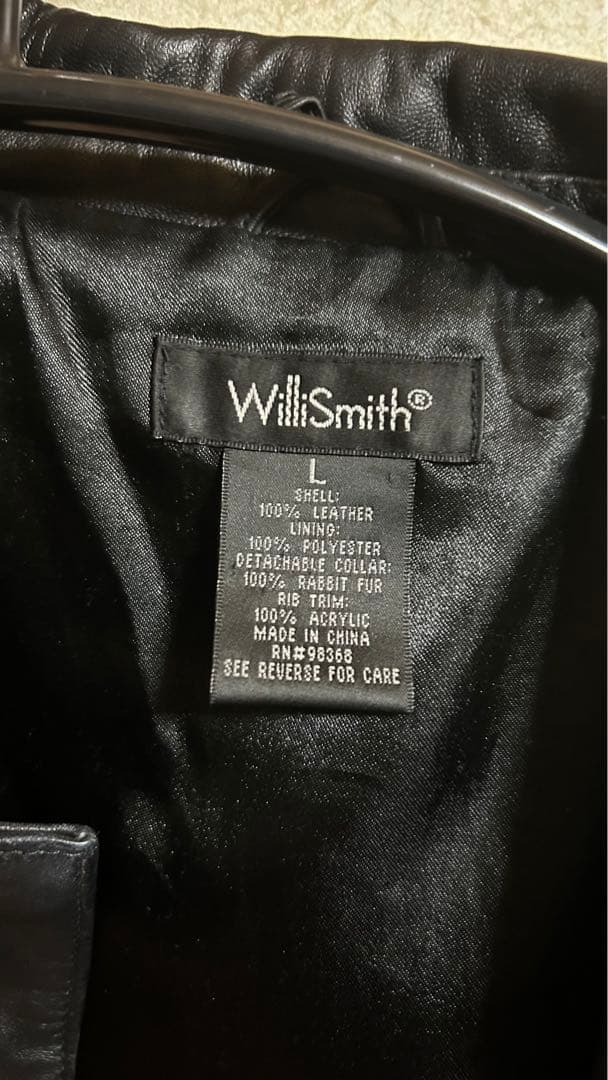 WilliSmith®
L
SHELL:
100% LEATHER
LINING:
100% POLYESTER
DETACHABLE COLLAR:
100% RABBIT FUR
RIB TRIM:
100% ACRYLIC
MADE IN CHINA
RN#98368
SEE REVERSE FOR CARE